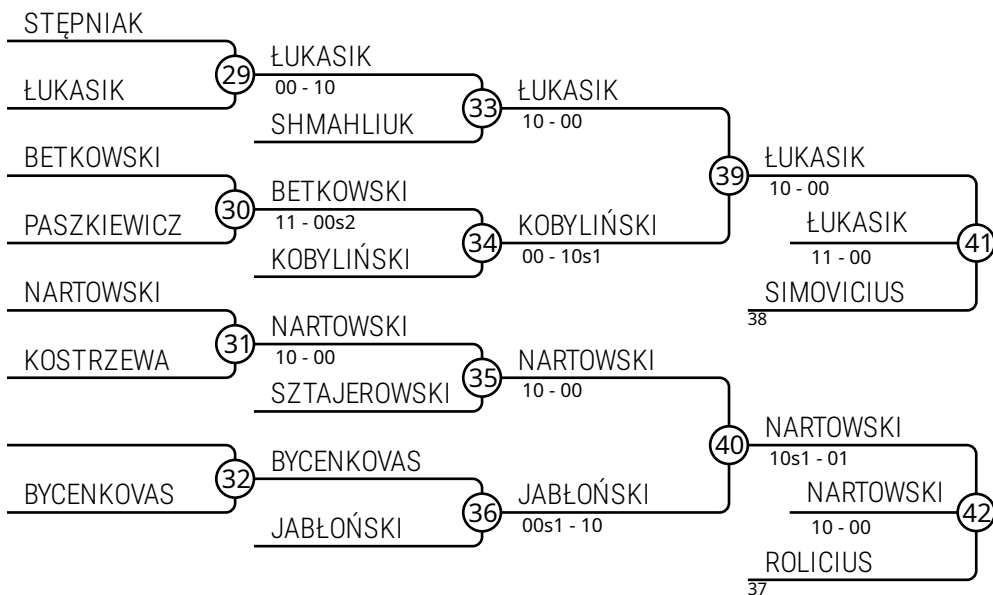 STĘPNIAK
29
ŁUKASIK
00 - 10
ŁUKASIK
33
ŁUKASIK
10 - 00
SHMAHLIUK
39
ŁUKASIK
10 - 00
BETKOWSKI
30
BETKOWSKI
11 - 00s2
PASZKIEWICZ
34
KOBYLIŃSKI
00 - 10s1
KOBYLIŃSKI
ŁUKASIK
11 - 00
41
SIMOVICIUS
38
NARTOWSKI
31
NARTOWSKI
10 - 00
KOSTRZEWA
35
NARTOWSKI
10 - 00
SZTAJEROWSKI
40
NARTOWSKI
10s1 - 01
32
BYCENKOVAS
BYCENKOVAS
36
JABŁOŃSKI
00s1 - 10
JABŁOŃSKI
NARTOWSKI
10 - 00
42
ROLICIUS
37